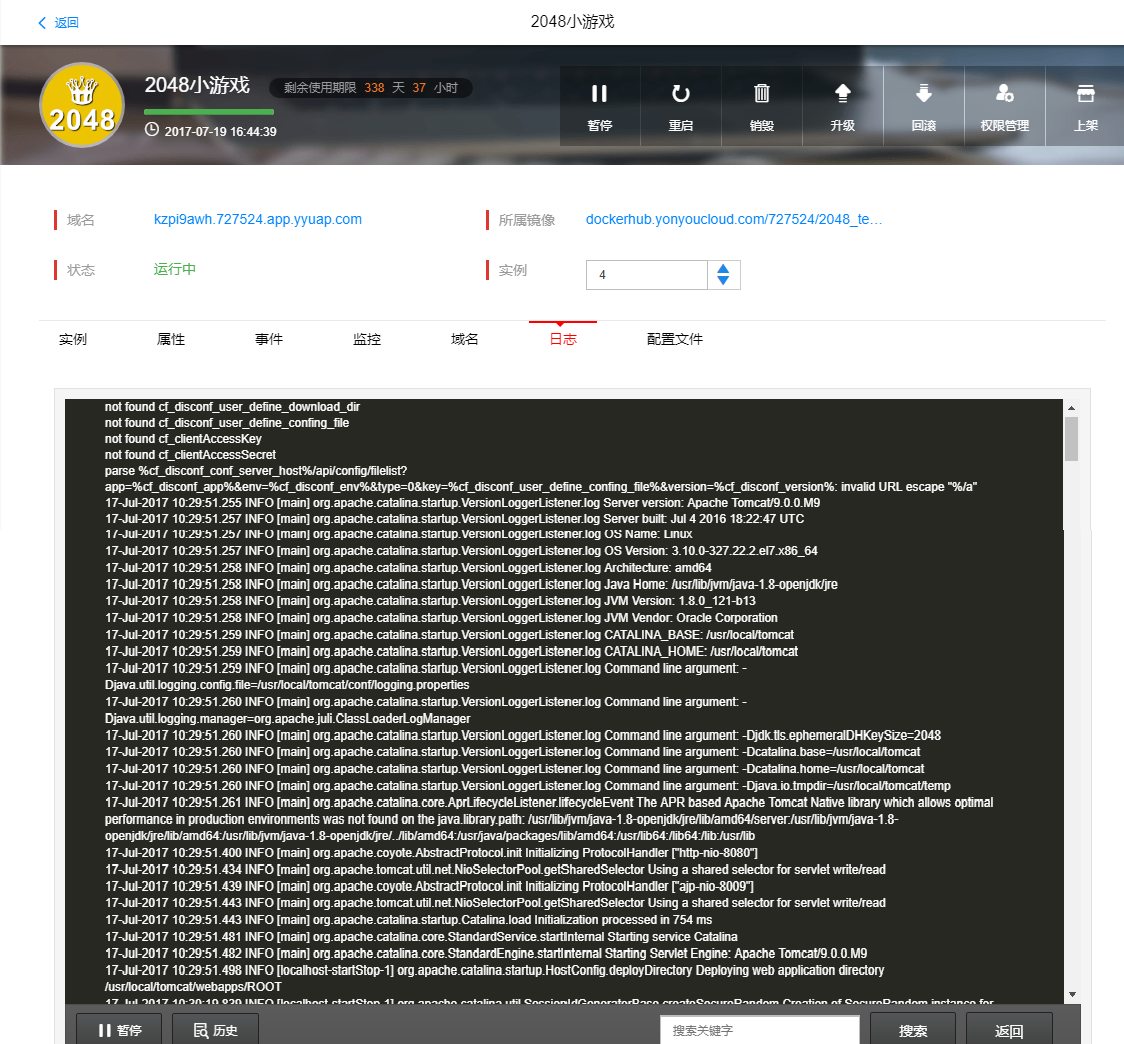 返回
2048小游戏
2048
2048小游戏
剩余使用期限 338 天 37 小时
2017-07-19 16:44:39
暂停 重启 销毁 升级 回滚 权限管理 上架
域名 kzpi9awh.727524.app.yyuap.com 所属镜像 dockerhub.yonyoucloud.com/727524/2048_te...
状态 运行中 实例 4
实例 属性 事件 监控 域名 日志 配置文件
not found cf_disconf_user_define_download_dir
not found cf_disconf_user_define_confing_file
not found cf_clientAccessKey
not found cf_clientAccessSecret
parse %cf_disconf_conf_server_host%/api/config/filelist?
app=%cf_disconf_app%&env=%cf_disconf_env%&type=0&key=%cf_disconf_user_define_confing_file%&version=%cf_disconf_version%: invalid URL escape "%/a"
17-Jul-2017 10:29:51.255 INFO [main] org.apache.catalina.startup.VersionLoggerListener.log Server version: Apache Tomcat/9.0.0.M9
17-Jul-2017 10:29:51.257 INFO [main] org.apache.catalina.startup.VersionLoggerListener.log Server built: Jul 4 2016 18:22:47 UTC
17-Jul-2017 10:29:51.257 INFO [main] org.apache.catalina.startup.VersionLoggerListener.log OS Name: Linux
17-Jul-2017 10:29:51.257 INFO [main] org.apache.catalina.startup.VersionLoggerListener.log OS Version: 3.10.0-327.22.2.el7.x86_64
17-Jul-2017 10:29:51.258 INFO [main] org.apache.catalina.startup.VersionLoggerListener.log Architecture: amd64
17-Jul-2017 10:29:51.258 INFO [main] org.apache.catalina.startup.VersionLoggerListener.log Java Home: /usr/lib/jvm/java-1.8-openjdk/jre
17-Jul-2017 10:29:51.258 INFO [main] org.apache.catalina.startup.VersionLoggerListener.log JVM Version: 1.8.0_121-b13
17-Jul-2017 10:29:51.258 INFO [main] org.apache.catalina.startup.VersionLoggerListener.log JVM Vendor: Oracle Corporation
17-Jul-2017 10:29:51.259 INFO [main] org.apache.catalina.startup.VersionLoggerListener.log CATALINA_BASE: /usr/local/tomcat
17-Jul-2017 10:29:51.259 INFO [main] org.apache.catalina.startup.VersionLoggerListener.log CATALINA_HOME: /usr/local/tomcat
17-Jul-2017 10:29:51.259 INFO [main] org.apache.catalina.startup.VersionLoggerListener.log Command line argument: -
Djava.util.logging.config.file=/usr/local/tomcat/conf/logging.properties
17-Jul-2017 10:29:51.260 INFO [main] org.apache.catalina.startup.VersionLoggerListener.log Command line argument: -
Djava.util.logging.manager=org.apache.juli.ClassLoaderLogManager
17-Jul-2017 10:29:51.260 INFO [main] org.apache.catalina.startup.VersionLoggerListener.log Command line argument: -Djdk.tls.ephemeralDHKeySize=2048
17-Jul-2017 10:29:51.260 INFO [main] org.apache.catalina.startup.VersionLoggerListener.log Command line argument: -Dcatalina.base=/usr/local/tomcat
17-Jul-2017 10:29:51.260 INFO [main] org.apache.catalina.startup.VersionLoggerListener.log Command line argument: -Dcatalina.home=/usr/local/tomcat
17-Jul-2017 10:29:51.260 INFO [main] org.apache.catalina.startup.VersionLoggerListener.log Command line argument: -Djava.io.tmpdir=/usr/local/tomcat/temp
17-Jul-2017 10:29:51.261 INFO [main] org.apache.catalina.core.AprLifecycleListener.lifecycleEvent The APR based Apache Tomcat Native library which allows optimal
performance in production environments was not found on the java.library.path: /usr/lib/jvm/java-1.8-openjdk/jre/lib/amd64/server:/usr/lib/jvm/java-1.8-
openjdk/jre/lib/amd64:/usr/lib/jvm/java-1.8-openjdk/jre/../lib/amd64:/usr/java/packages/lib/amd64:/usr/lib64:/lib64:/lib:/usr/lib
17-Jul-2017 10:29:51.400 INFO [main] org.apache.coyote.AbstractProtocol.init Initializing ProtocolHandler ["http-nio-8080"]
17-Jul-2017 10:29:51.434 INFO [main] org.apache.tomcat.util.net.NioSelectorPool.getSharedSelector Using a shared selector for servlet write/read
17-Jul-2017 10:29:51.439 INFO [main] org.apache.coyote.AbstractProtocol.init Initializing ProtocolHandler ["ajp-nio-8009"]
17-Jul-2017 10:29:51.443 INFO [main] org.apache.tomcat.util.net.NioSelectorPool.getSharedSelector Using a shared selector for servlet write/read
17-Jul-2017 10:29:51.443 INFO [main] org.apache.catalina.startup.Catalina.load Initialization processed in 754 ms
17-Jul-2017 10:29:51.481 INFO [main] org.apache.catalina.core.StandardService.startInternal Starting service Catalina
17-Jul-2017 10:29:51.482 INFO [main] org.apache.catalina.core.StandardEngine.startInternal Starting Servlet Engine: Apache Tomcat/9.0.0.M9
17-Jul-2017 10:29:51.498 INFO [localhost-startStop-1] org.apache.catalina.startup.HostConfig.deployDirectory Deploying web application directory
/usr/local/tomcat/webapps/ROOT
17-Jul-2017 10:30:19.839 INFO [localhost-startStop-1] org.apache.catalina.util.SessionIdGeneratorBase.createSecureRandom Creation of SecureRandom instance for
暂停 历史 搜索关键字 搜索 返回